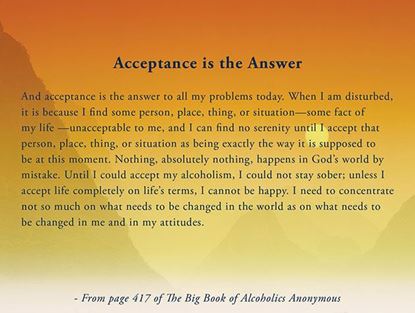 Acceptance is the Answer
And acceptance is the answer to all my problems today. When I am disturbed,
it is because I find some person, place, thing, or situation—some fact of
my life —unacceptable to me, and I can find no serenity until I accept that
person, place, thing, or situation as being exactly the way it is supposed to
be at this moment. Nothing, absolutely nothing, happens in God's world by
mistake. Until I could accept my alcoholism, I could not stay sober; unless I
accept life completely on life's terms, I cannot be happy. I need to concentrate
not so much on what needs to be changed in the world as on what needs to
be changed in me and in my attitudes.
- From page 417 of The Big Book of Alcoholics Anonymous